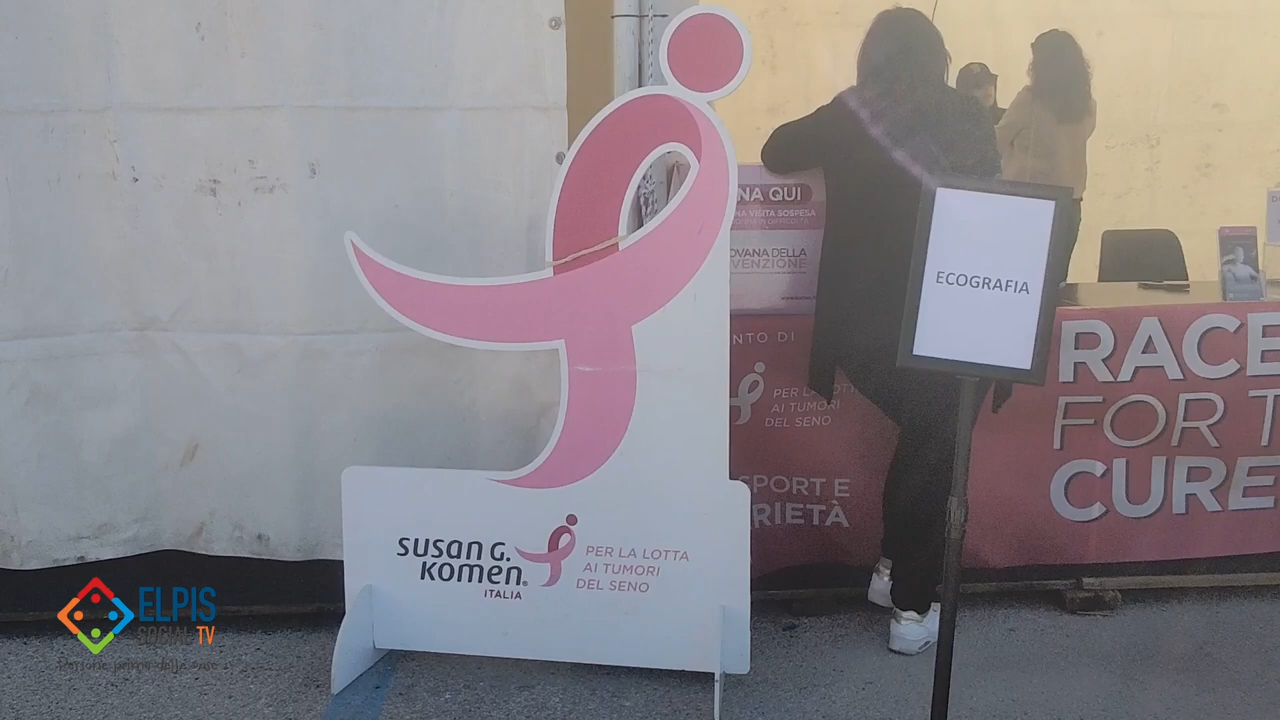 NA QUI
NA VISITA SOSPESA
OVANA DELLA
VENZIONE
NTO DI
PER LA LOTT
AI TUMORI
DEL SENO
SPORT E
RIETÀ
ECOGRAFIA
RACE
FOR T
CURE
SUSAN G.
KOMEN®
ITALIA
PER LA LOTTA
AI TUMORI
DEL SENO
ELPIS
SOCIAL TV